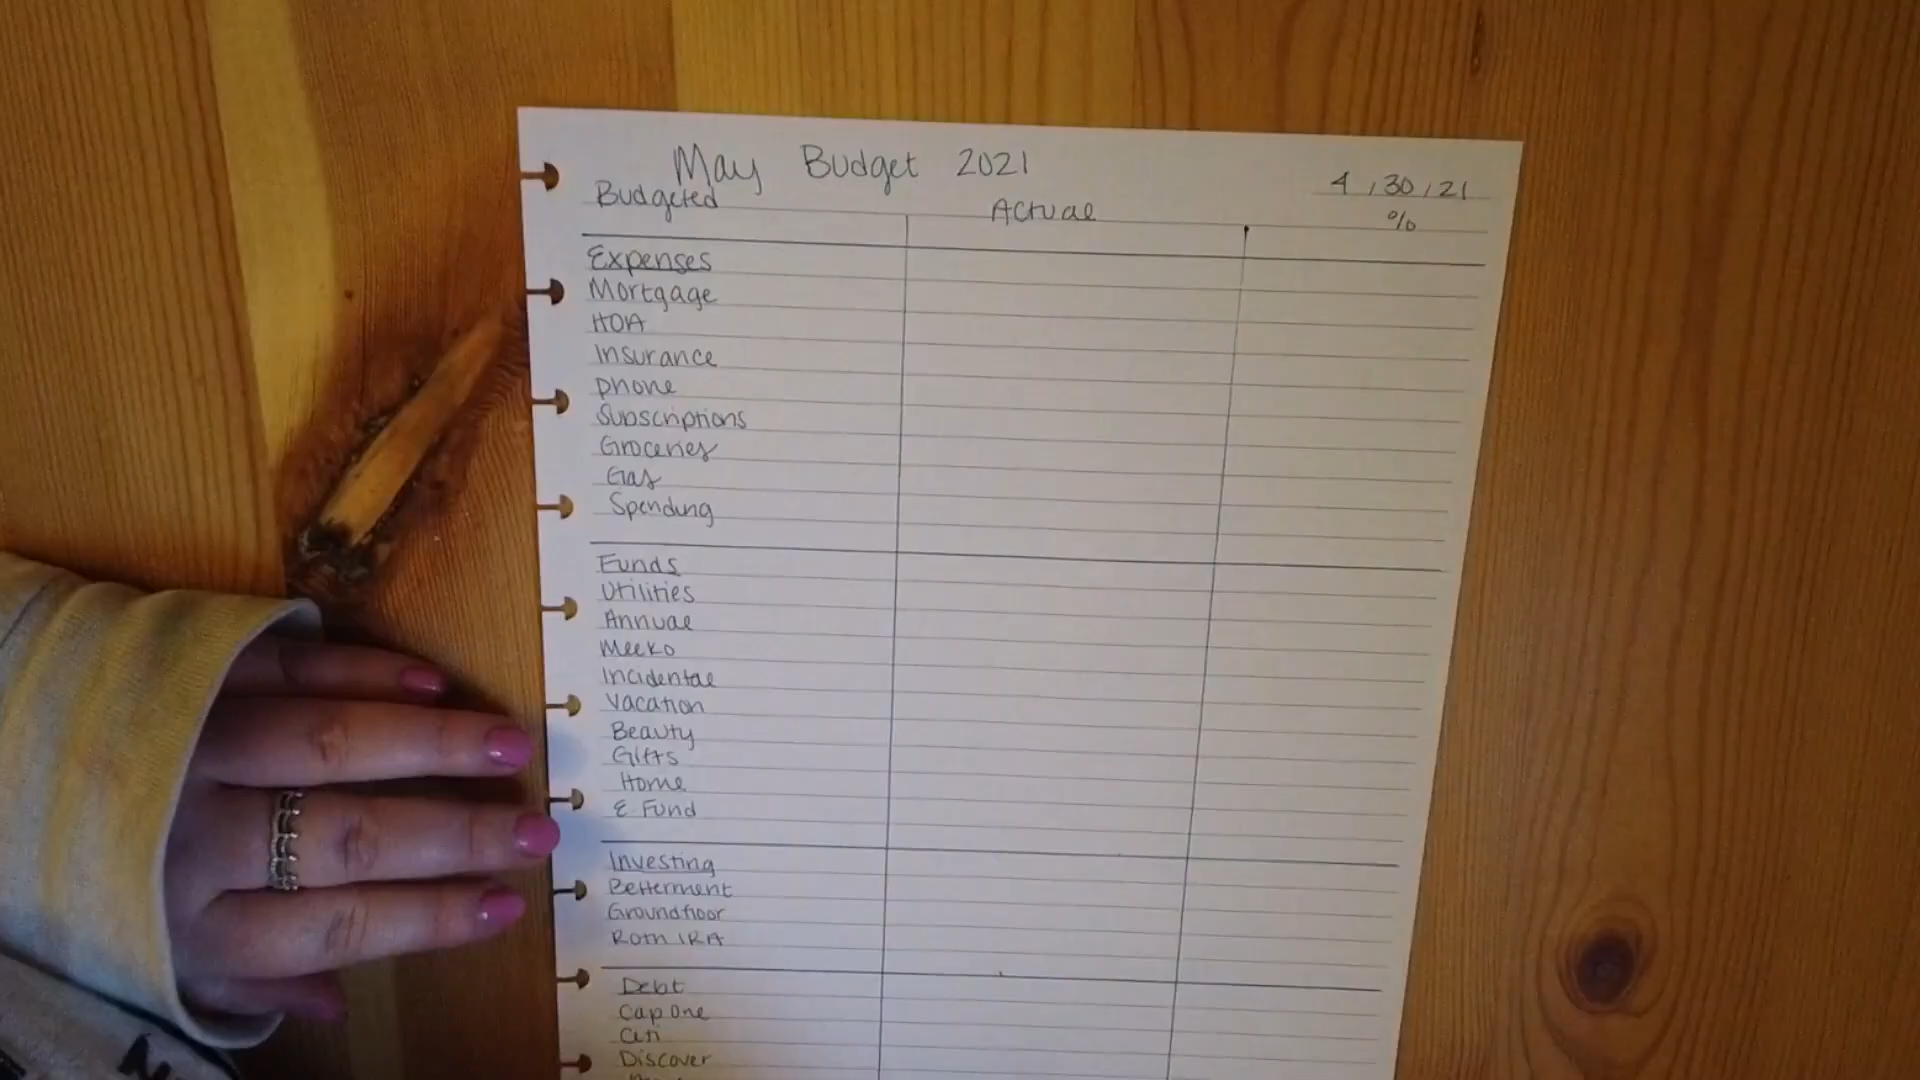 May Budget 2021
4/30/21
Budgeted Actual %
Expenses
Mortgage
HOA
Insurance
phone
Subscriptions
Groceries
Gas
Spending
Funds
Utilities
Annual
Meeko
Incidental
Vacation
Beauty
Gifts
Home
E Fund
Investing
Betterment
Groundfloor
Roth IRA
Debt
Cap One
Citi
Discover